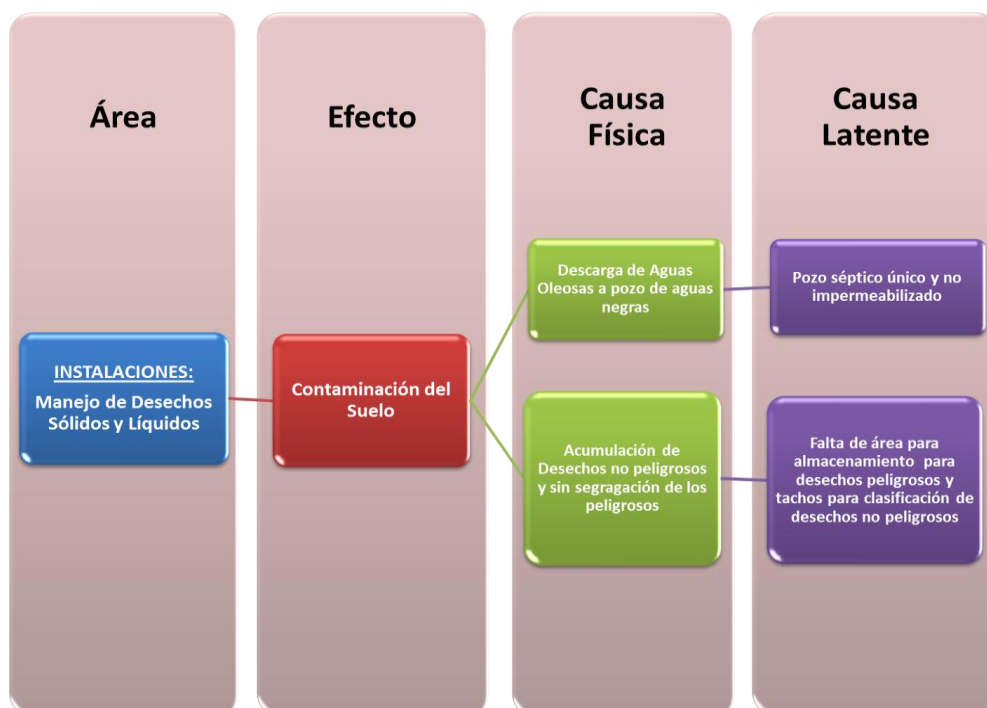 Área
Efecto
Causa
Física
Causa
Latente
INSTALACIONES:
Manejo de Desechos
Sólidos y Líquidos
Contaminación del
Suelo
Descarga de Aguas
Oleosas a pozo de aguas
negras
Pozo séptico único y no
impermeabilizado
Acumulación de
Desechos no peligrosos
y sin segragación de los
peligrosos
Falta de área para
almacenamiento para
desechos peligrosos y
tachos para clasificación de
desechos no peligrosos